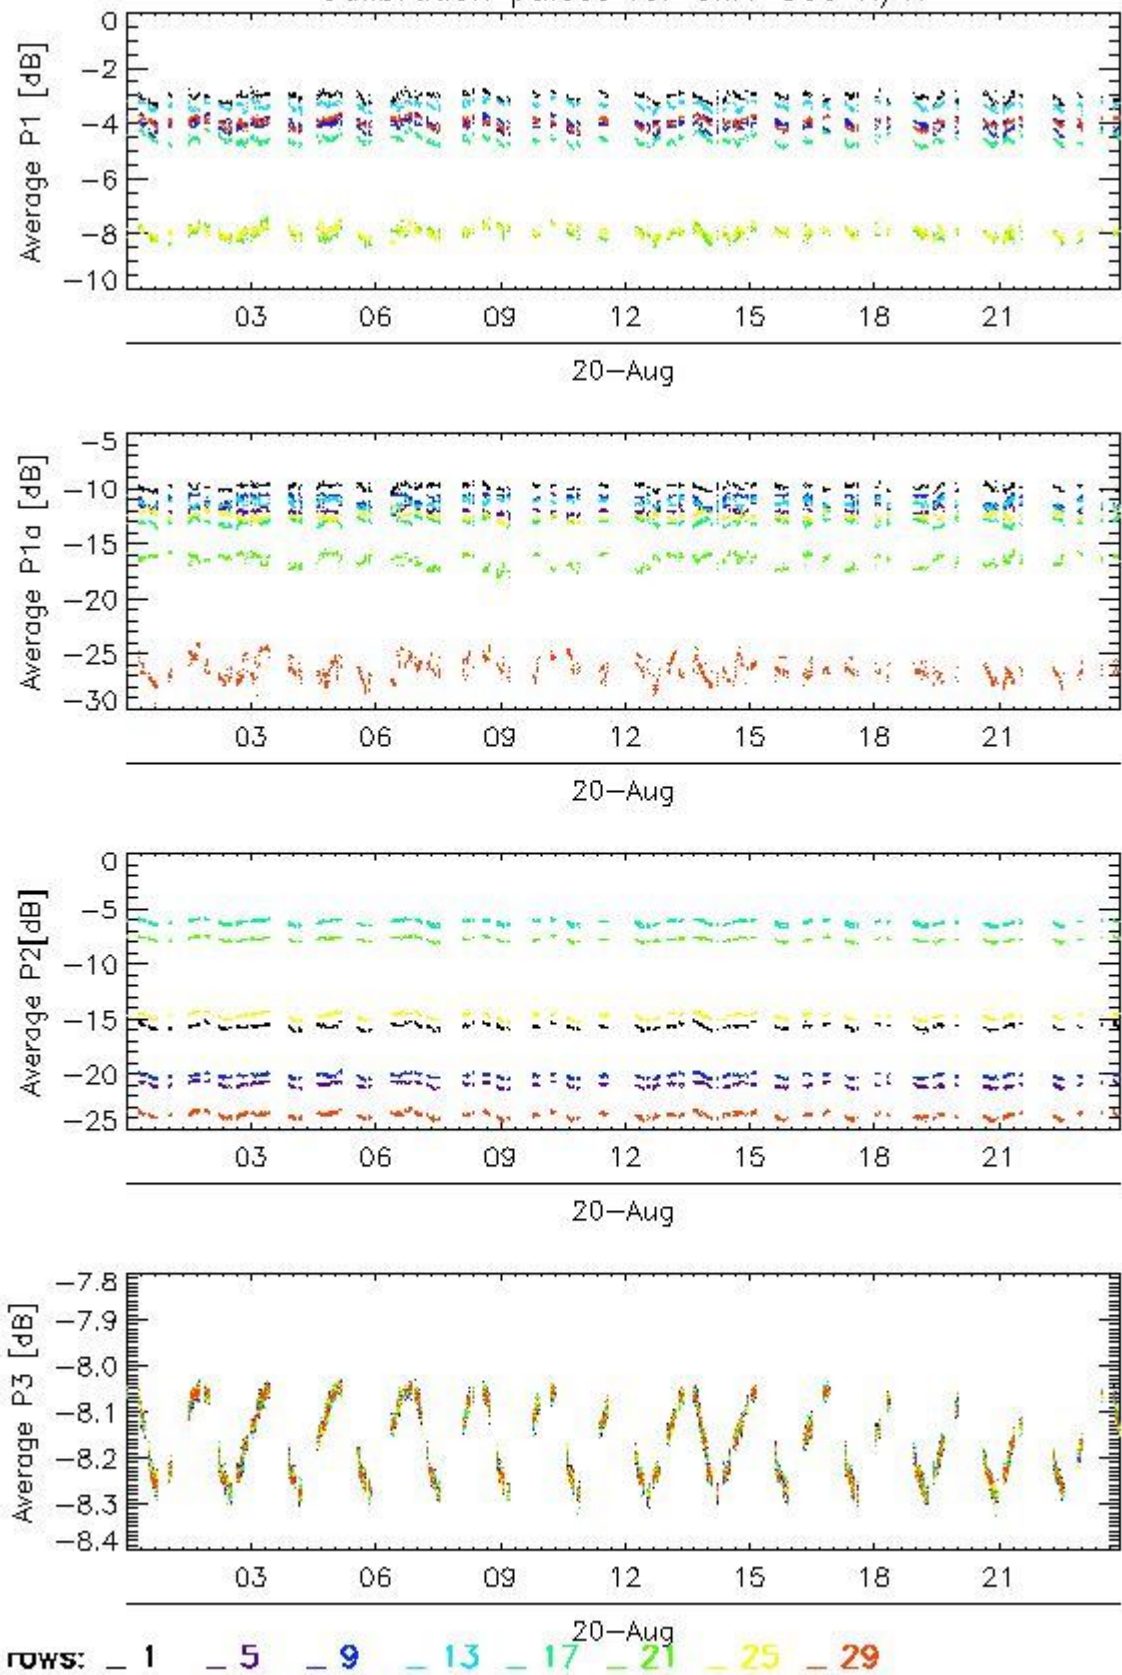 Average P1 [dB]
0
−2
−4
−6
−8
−10
03 06 09 12 15 18 21
20−Aug
Average P1a [dB]
−5
−10
−15
−20
−25
−30
03 06 09 12 15 18 21
20−Aug
Average P2[dB]
0
−5
−10
−15
−20
−25
03 06 09 12 15 18 21
20−Aug
Average P3 [dB]
−7.8
−7.9
−8.0
−8.1
−8.2
−8.3
−8.4
03 06 09 12 15 18 21
20−Aug
rows: _ 1 _ 5 _ 9 _ 13 _ 17 _ 21 _ 25 _ 29